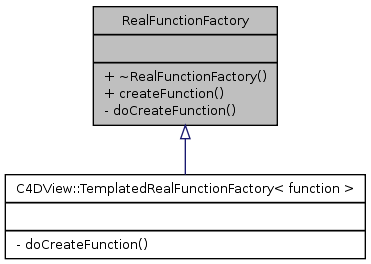 RealFunctionFactory
+ ~RealFunctionFactory()
+ createFunction()
- doCreateFunction()
C4DView::TemplatedRealFunctionFactory< function >
- doCreateFunction()